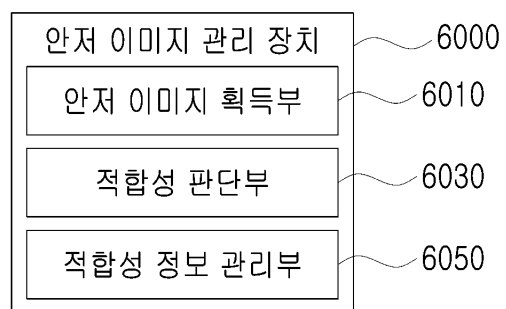 안저 이미지 관리 장치 6000
안저 이미지 획득부 6010
적합성 판단부 6030
적합성 정보 관리부 6050